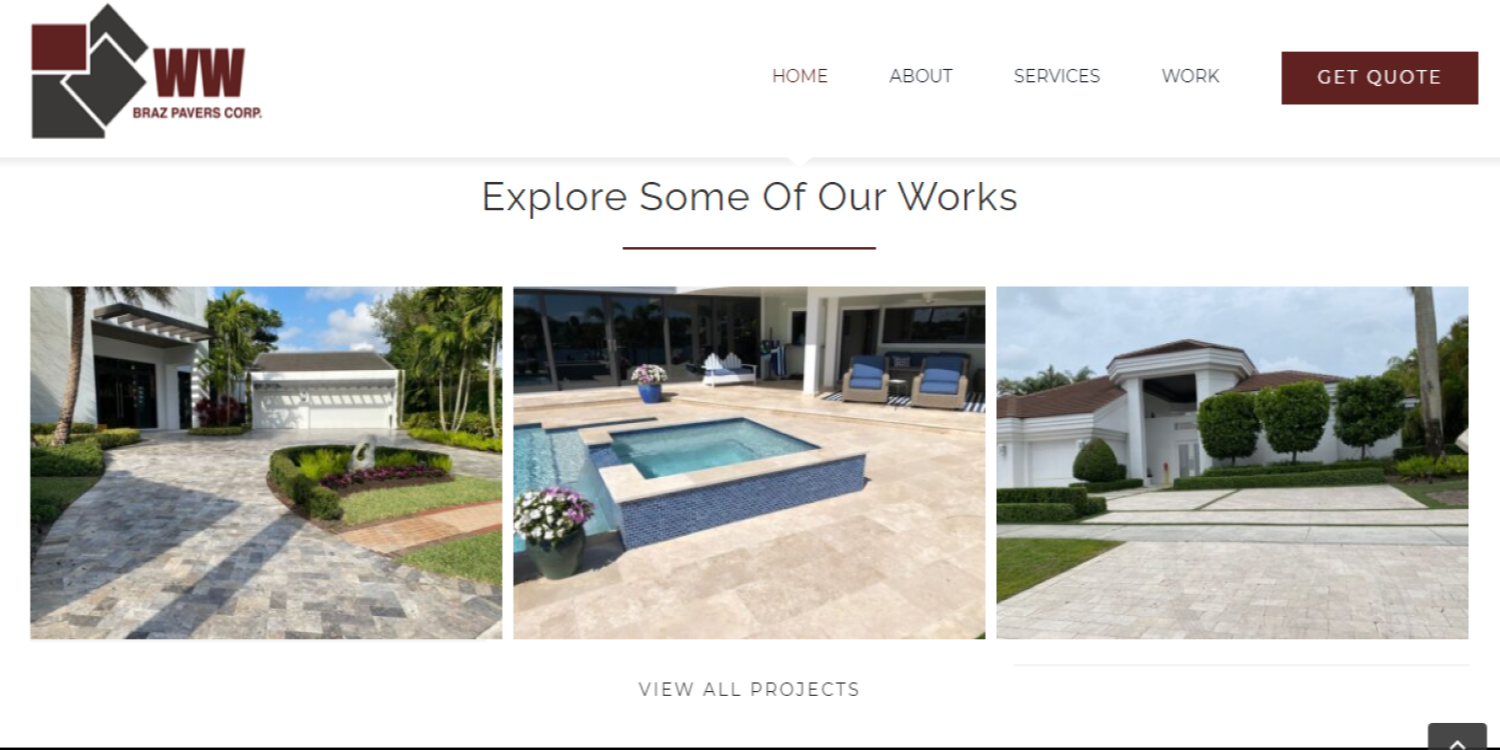 WW
BRAZ PAVERS CORP.
HOME ABOUT SERVICES WORK GET QUOTE
Explore Some Of Our Works
VIEW ALL PROJECTS